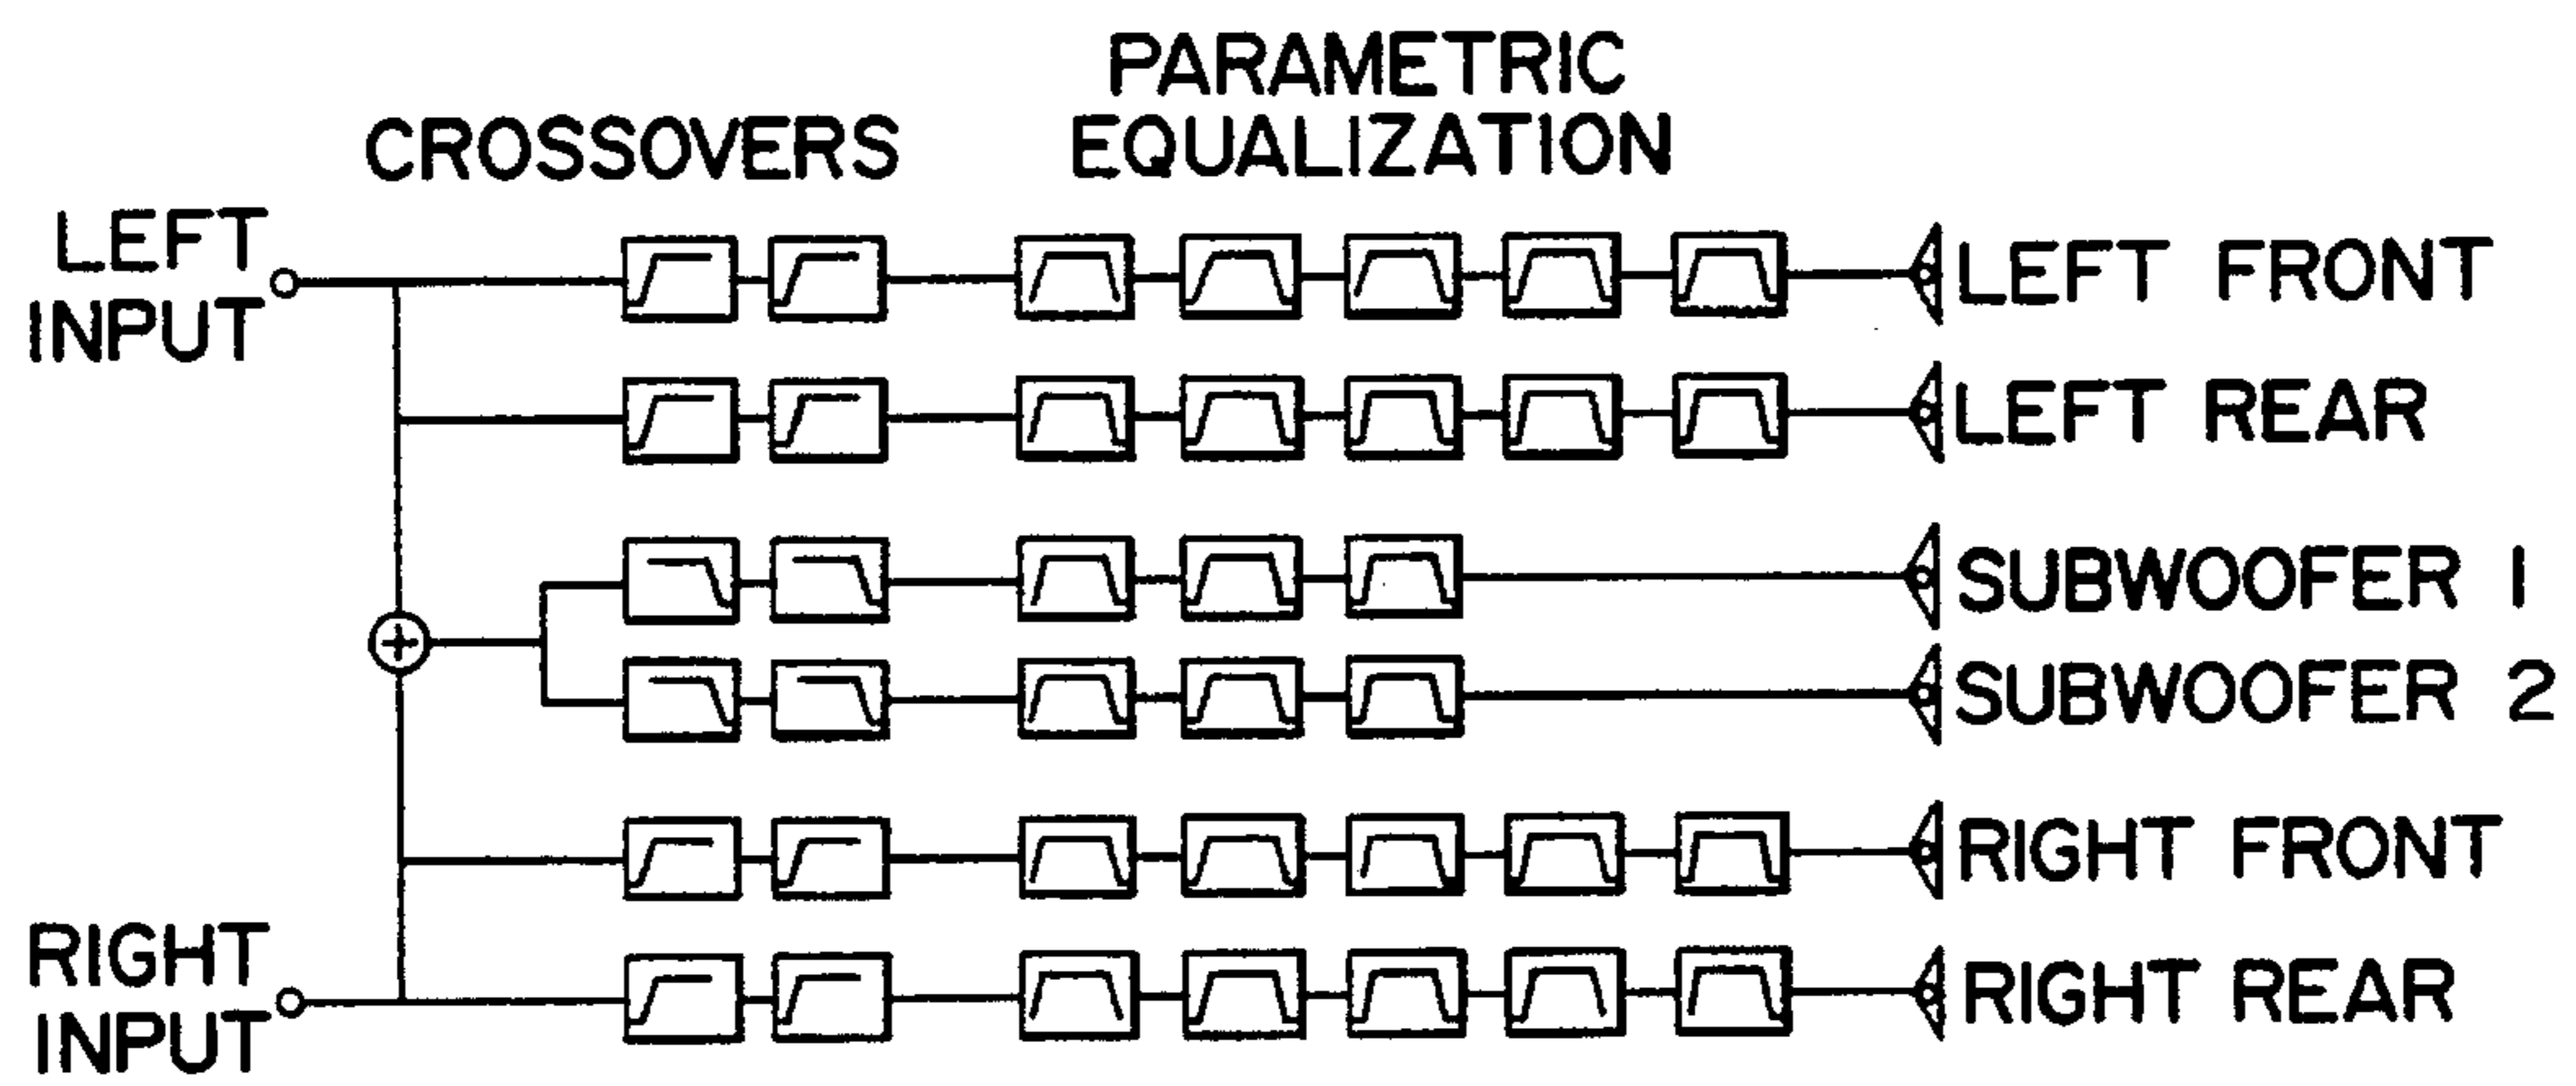 PARAMETRIC
CROSSOVERS EQUALIZATION
LEFT
INPUT
LEFT FRONT
LEFT REAR
+
SUBWOOFER 1
SUBWOOFER 2
RIGHT FRONT
RIGHT
INPUT
RIGHT REAR